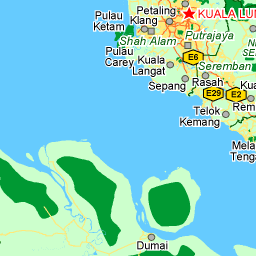 Petaling
Pulau
Ketam
Klang
KUALA LUM
Shah Alam
Putrajaya
Pulau
Carey
Kuala
Langat
E6
Seremban
Sepang
Rasah
E29
E2
Telok
Kemang
Rem
Mela
Tenga
Dumai